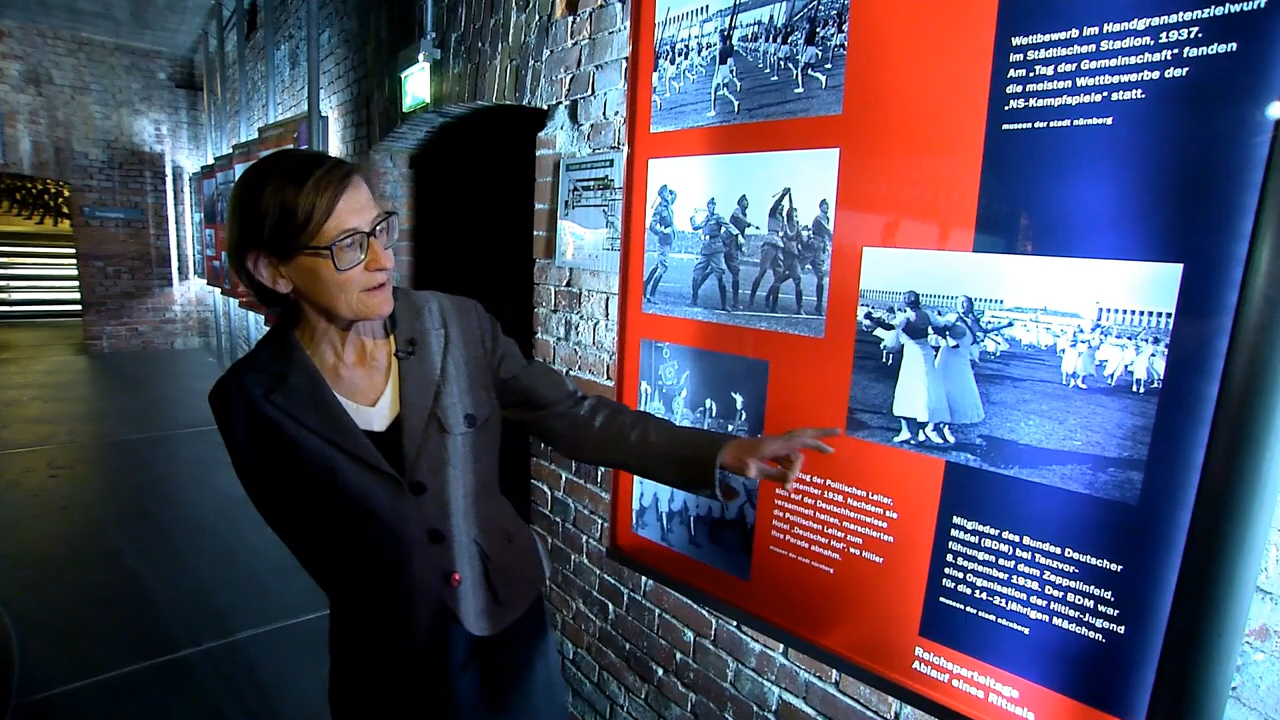 Wettbewerb im Handgranatenzielwurf
im Städtischen Stadion, 1937.
Am „Tag der Gemeinschaft“ fanden
die meisten Wettbewerbe der
„NS-Kampfspiele“ statt.
museen der stadt nürnberg
zug der Politischen Leiter,
September 1938. Nachdem sie
sich auf der Deutschherrnwiese
versammelt hatten, marschierten
die Politischen Leiter zum
Hotel „Deutscher Hof“, wo Hitler
ihre Parade abnahm.
museen der stadt nürnberg
Mitglieder des Bundes Deutscher
Mädel (BDM) bei Tanzvor-
führungen auf dem Zeppelinfeld,
8. September 1938. Der BDM war
eine Organisation der Hitler-Jugend
für die 14–21jährigen Mädchen.
museen der stadt nürnberg
Reichsparteitage
Ablauf eines Rituals